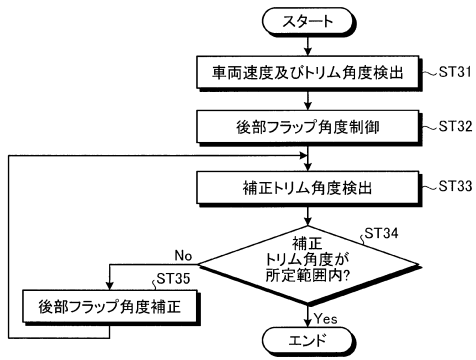 スタート
車両速度及びトリム角度検出
ST31
後部フラップ角度制御
ST32
補正トリム角度検出
ST33
補正
トリム角度が
所定範囲内?
ST34
No
ST35
後部フラップ角度補正
Yes
エンド